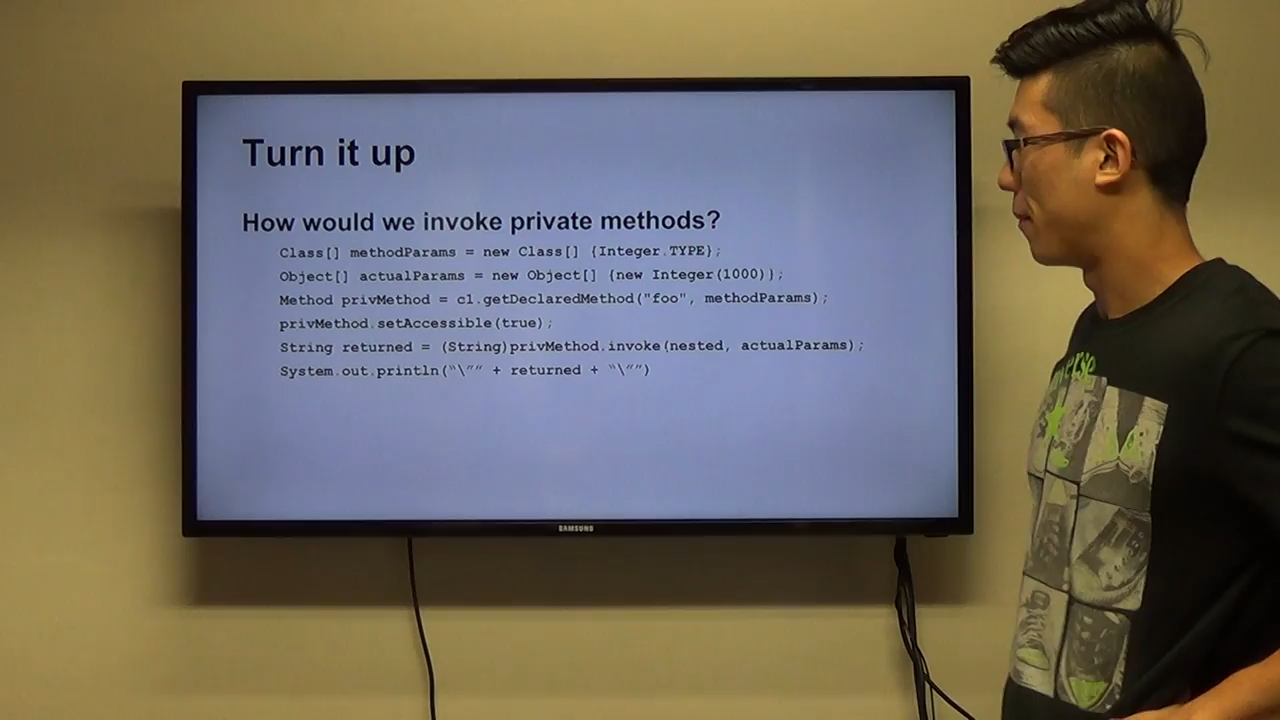 Turn it up
How would we invoke private methods?
Class[] methodParams = new Class[] {Integer.TYPE};
Object[] actualParams = new Object[] {new Integer(1000)};
Method privMethod = cl.getDeclaredMethod("foo", methodParams);
privMethod.setAccessible(true);
String returned = (String)privMethod.invoke(nested, actualParams);
System.out.println(“\”” + returned + “\””)
SAMSUNG